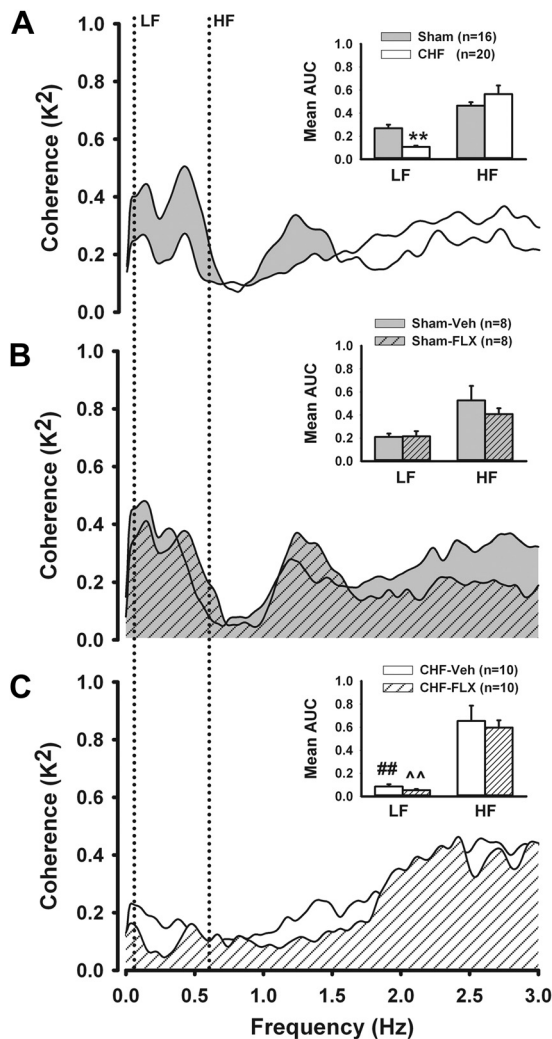 A
LF
HF
Coherence (K²)
1.0
0.8
0.6
0.4
0.2
0.0
Sham (n=16)
CHF (n=20)
Mean AUC
1.0
0.8
0.6
0.4
0.2
0.0
**
LF
HF
B
Coherence (K²)
1.0
0.8
0.6
0.4
0.2
0.0
Sham-Veh (n=8)
Sham-FLX (n=8)
Mean AUC
1.0
0.8
0.6
0.4
0.2
0.0
LF
HF
C
Coherence (K²)
1.0
0.8
0.6
0.4
0.2
0.0
CHF-Veh (n=10)
CHF-FLX (n=10)
Mean AUC
1.0
0.8
0.6
0.4
0.2
0.0
##
^^
LF
HF
0.0 0.5 1.0 1.5 2.0 2.5 3.0
Frequency (Hz)